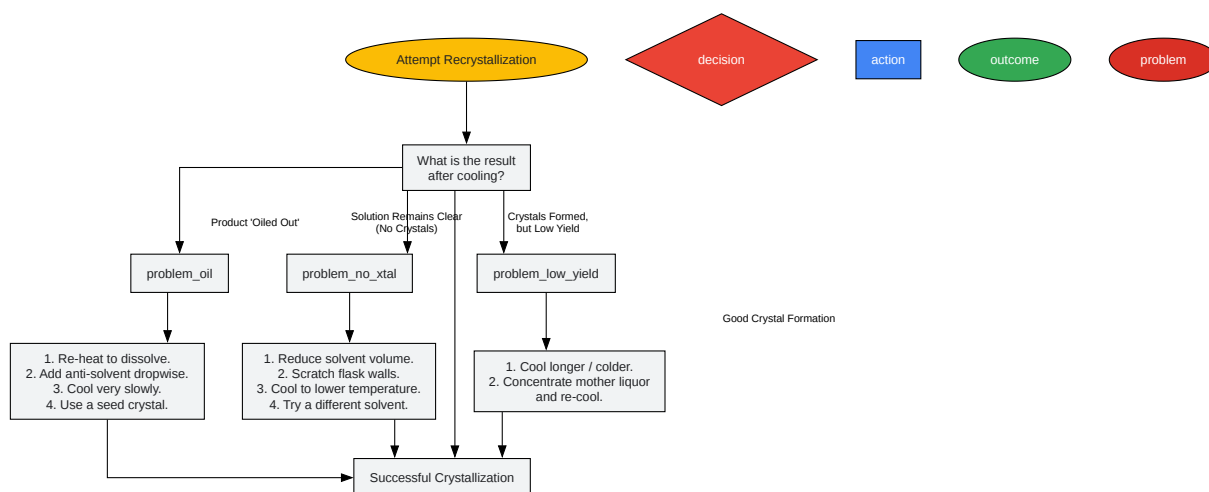 Attempt Recrystallization
decision
action
outcome
problem
What is the result
after cooling?
Product 'Oiled Out'
Solution Remains Clear
(No Crystals)
Crystals Formed,
but Low Yield
problem_oil
problem_no_xtal
problem_low_yield
Good Crystal Formation
1. Re-heat to dissolve.
2. Add anti-solvent dropwise.
3. Cool very slowly.
4. Use a seed crystal.
1. Reduce solvent volume.
2. Scratch flask walls.
3. Cool to lower temperature.
4. Try a different solvent.
1. Cool longer / colder.
2. Concentrate mother liquor
and re-cool.
Successful Crystallization